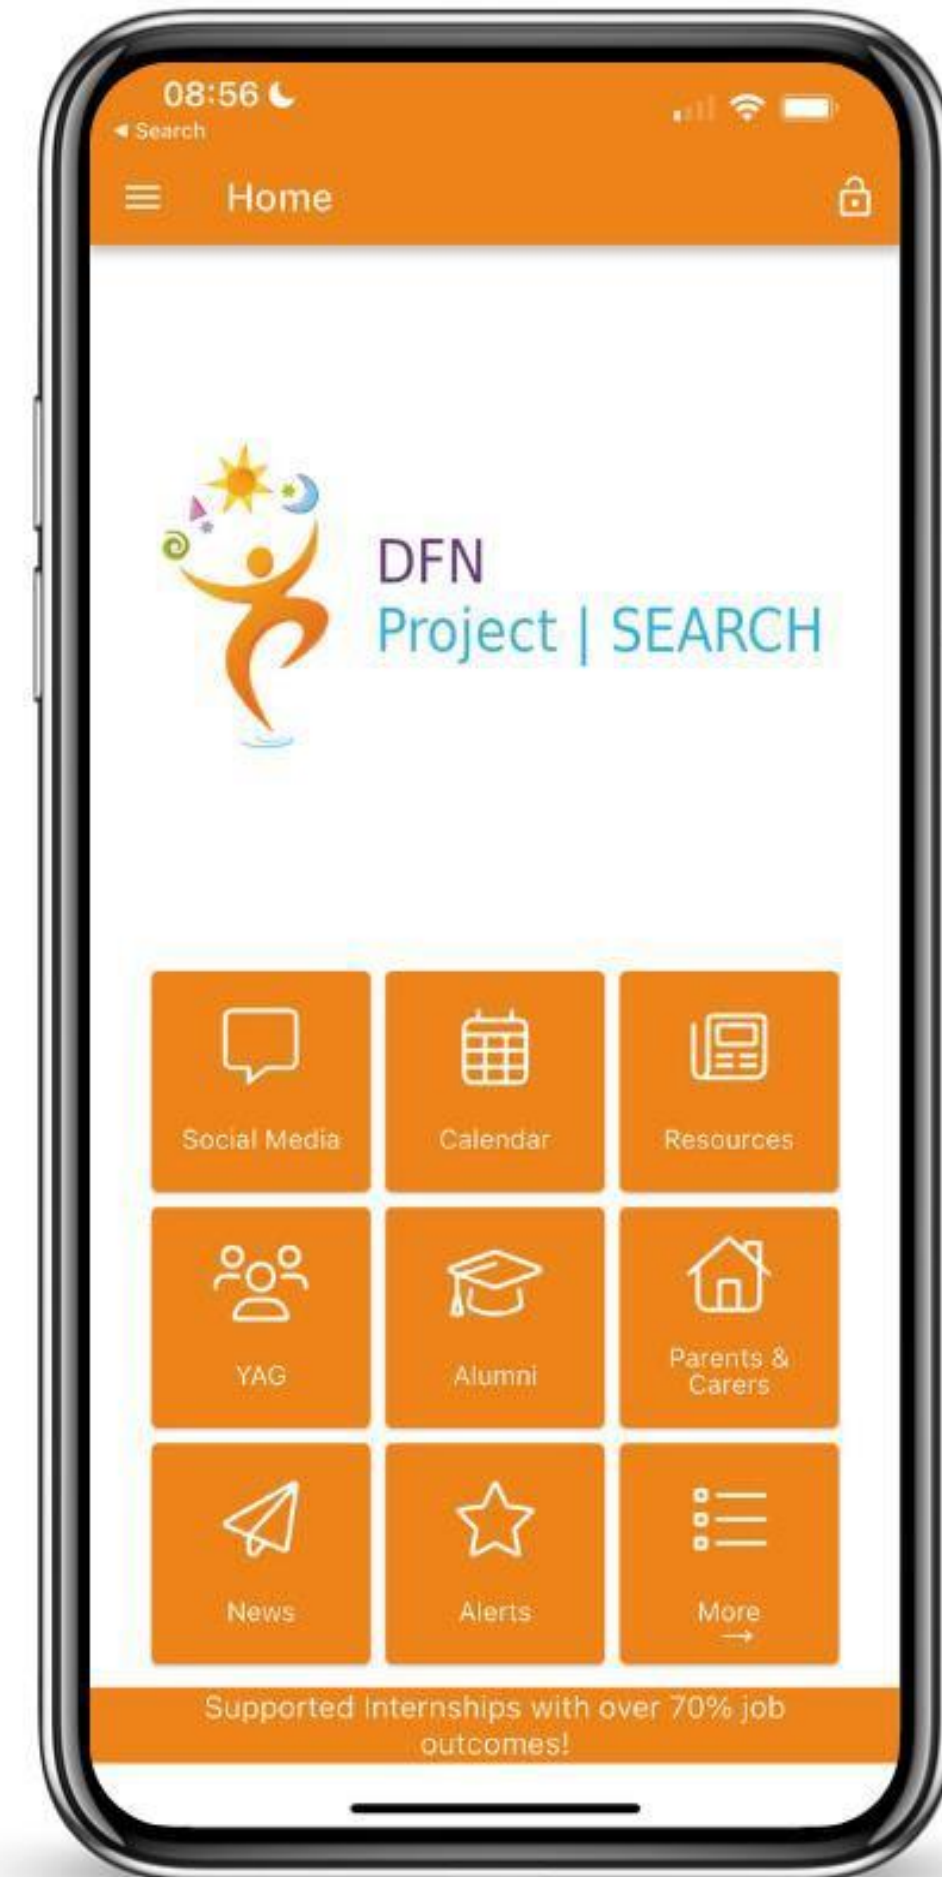 08:56
Search
Home
DFN
Project | SEARCH
Social Media
Calendar
Resources
YAG
Alumni
Parents &
Carers
News
Alerts
More
Supported Internships with over 70% job
outcomes!